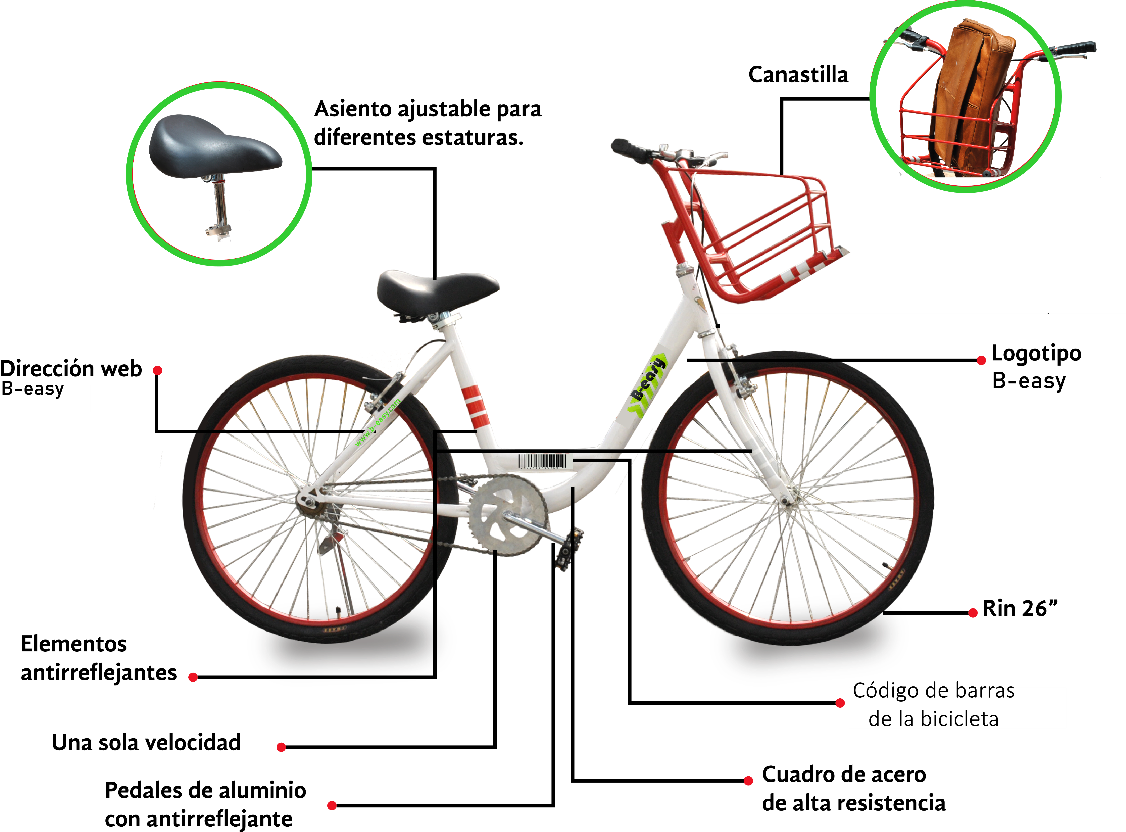 Canastilla
Asiento ajustable para
diferentes estaturas.
Dirección web
B-easy
Logotipo
B-easy
B-easy
Rin 26”
Elementos
antirreflejantes
Código de barras
de la bicicleta
Una sola velocidad
Cuadro de acero
de alta resistencia
Pedales de aluminio
con antirreflejante